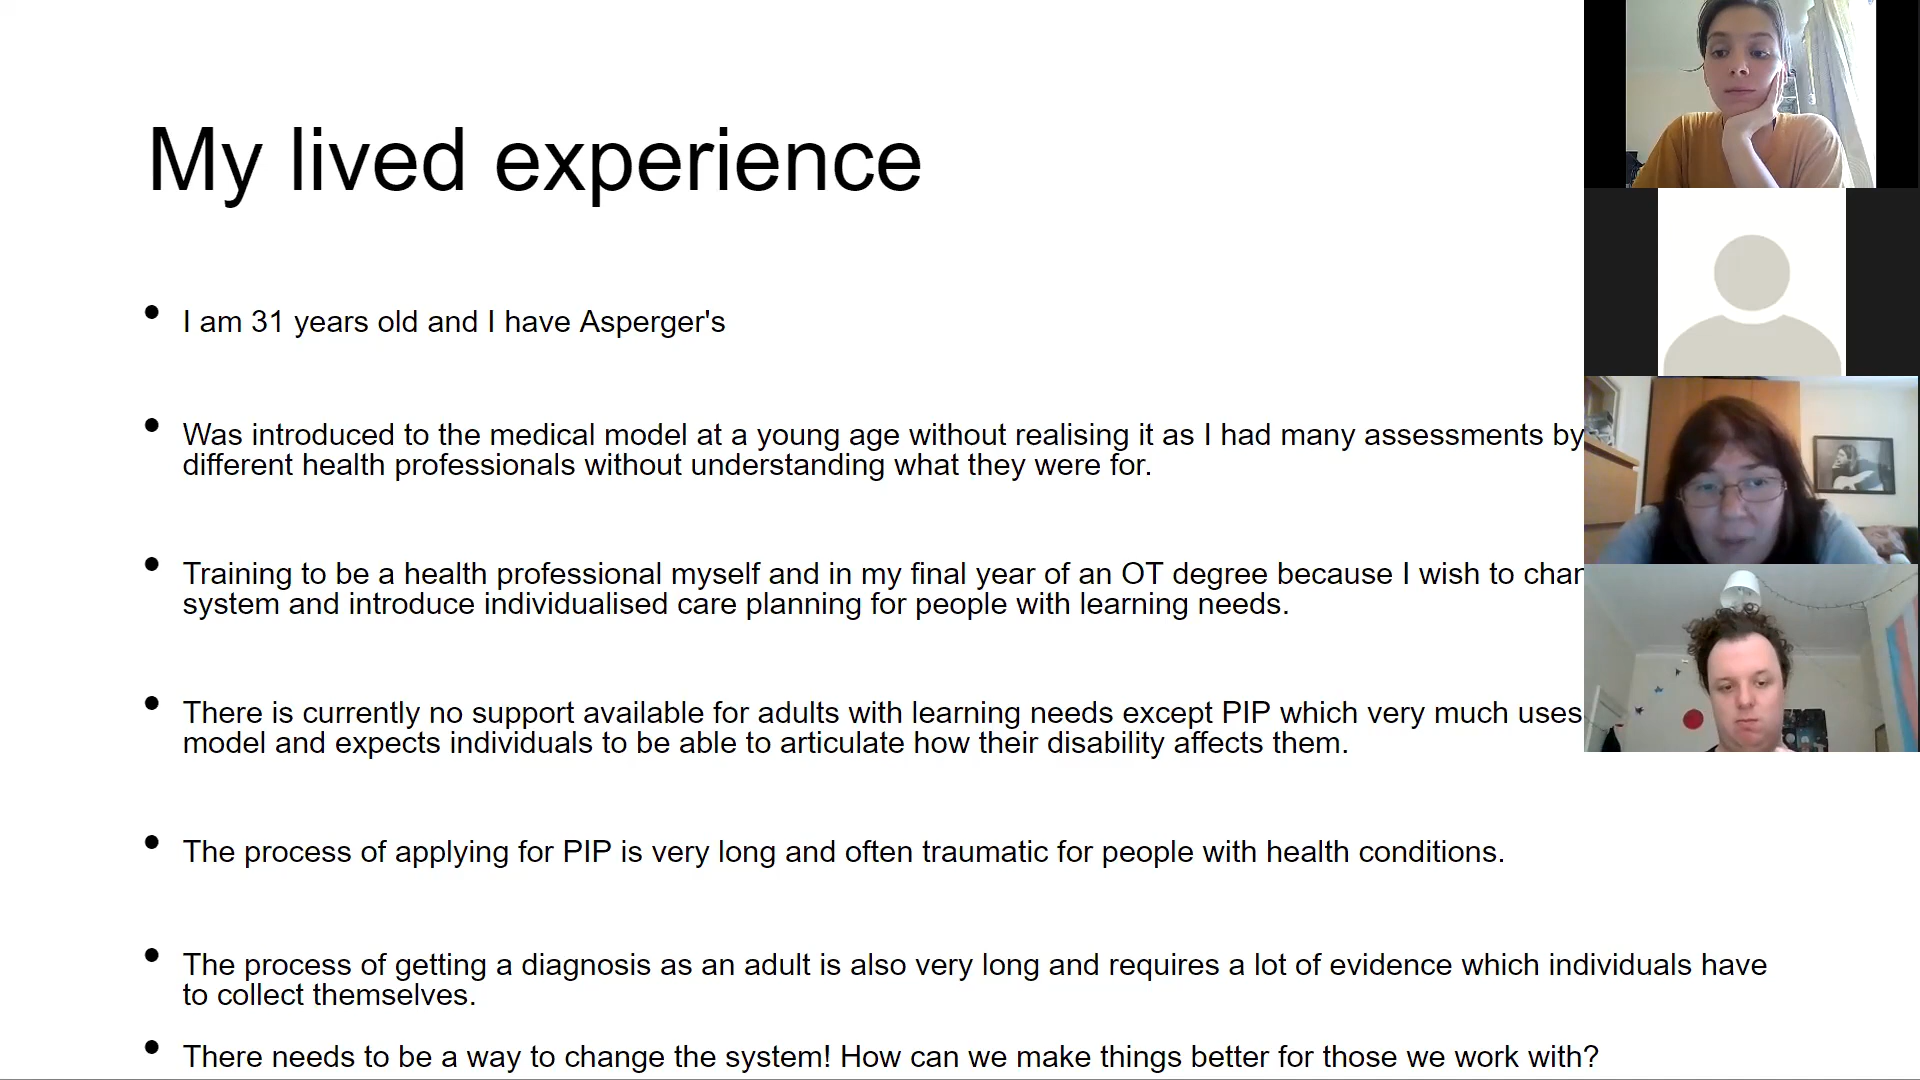 My lived experience
• I am 31 years old and I have Asperger's
• Was introduced to the medical model at a young age without realising it as I had many assessments by
different health professionals without understanding what they were for.
• Training to be a health professional myself and in my final year of an OT degree because I wish to
system and introduce individualised care planning for people with learning needs.
• There is currently no support available for adults with learning needs except PIP which very much uses
model and expects individuals to be able to articulate how their disability affects them.
• The process of applying for PIP is very long and often traumatic for people with health conditions.
• The process of getting a diagnosis as an adult is also very long and requires a lot of evidence which individuals have
to collect themselves.
• There needs to be a way to change the system! How can we make things better for those we work with?